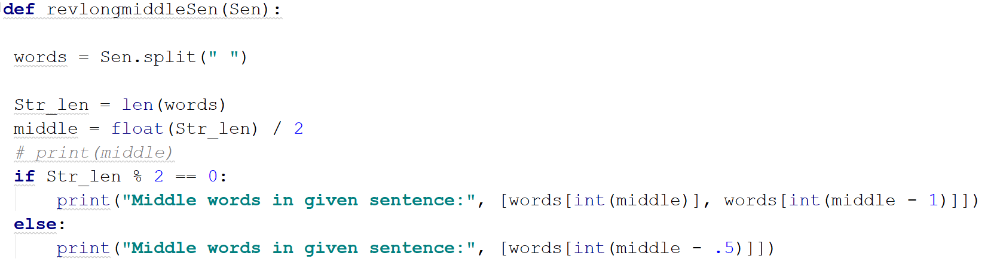 def revlongmiddleSen(Sen):
words = Sen.split(" ")
Str_len = len(words)
middle = float(Str_len) / 2
# print(middle)
if Str_len % 2 == 0:
print("Middle words in given sentence:", [words[int(middle)], words[int(middle - 1)]])
else:
print("Middle words in given sentence:", [words[int(middle - .5)]])